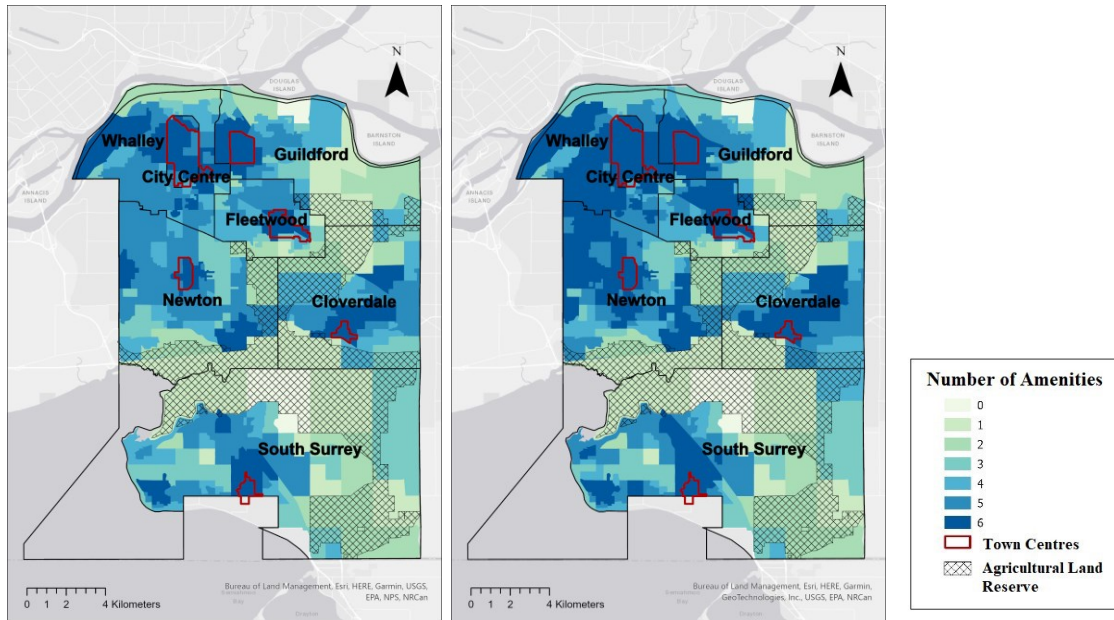 N
DOUGLAS
ISLAND
BARNSTON
ISLAND
Whalley
Guildford
City Centre
ANNACIS
ISLAND
Fleetwood
Newton
Cloverdale
South Surrey
0 1 2 4 Kilometers
Bureau of Land Management, Esri, HERE, Garmin, USGS,
EPA, NPS, NRCan
N
DOUGLAS
ISLAND
BARNSTON
ISLAND
Whalley
Guildford
City Centre
ANNACIS
ISLAND
Fleetwood
Newton
Cloverdale
South Surrey
0 1 2 4 Kilometers
Bureau of Land Management, Esri, HERE, Garmin,
GeoTechnologies, Inc., USGS, EPA, NRCan
Number of Amenities
0
1
2
3
4
5
6
Town Centres
Agricultural Land
Reserve